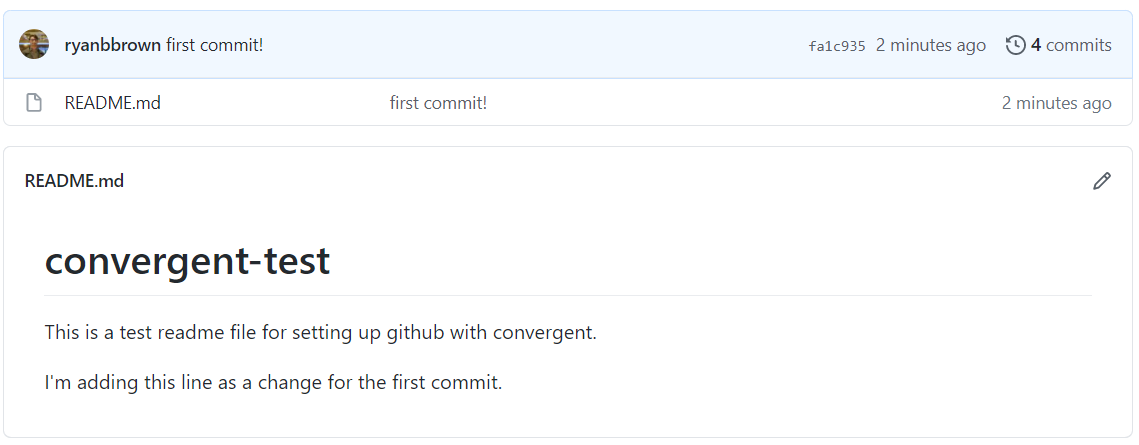 ryanbbrown first commit! fa1c935 2 minutes ago 4 commits
README.md first commit! 2 minutes ago
README.md
convergent-test
This is a test readme file for setting up github with convergent.
I'm adding this line as a change for the first commit.